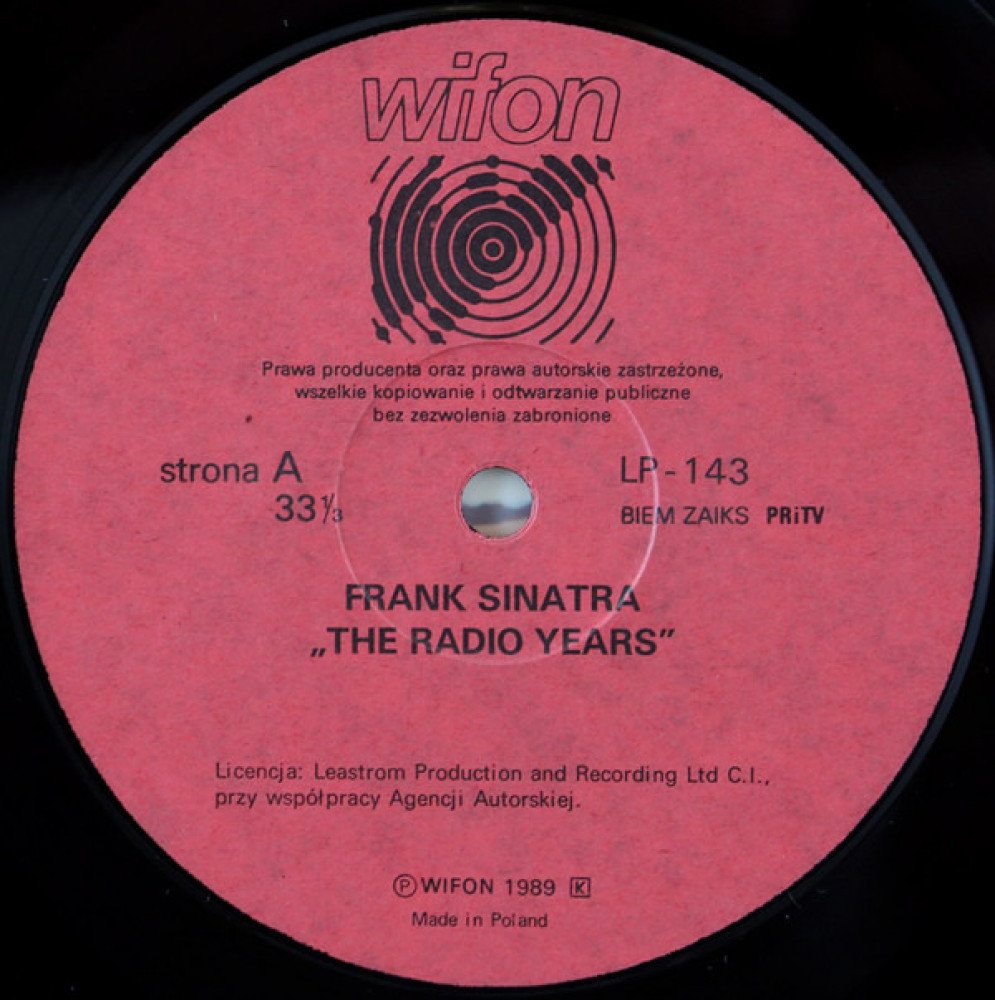 wifon
Prawa producenta oraz prawa autorskie zastrzeżone,
wszelkie kopiowanie i odtwarzanie publiczne
bez zezwolenia zabronione
strona A
33 1/3
LP-143
BIEM ZAIKS PRiTV
FRANK SINATRA
„THE RADIO YEARS”
Licencja: Leastrom Production and Recording Ltd C.I.,
przy współpracy Agencji Autorskiej.
Ⓟ WIFON 1989 K
Made in Poland